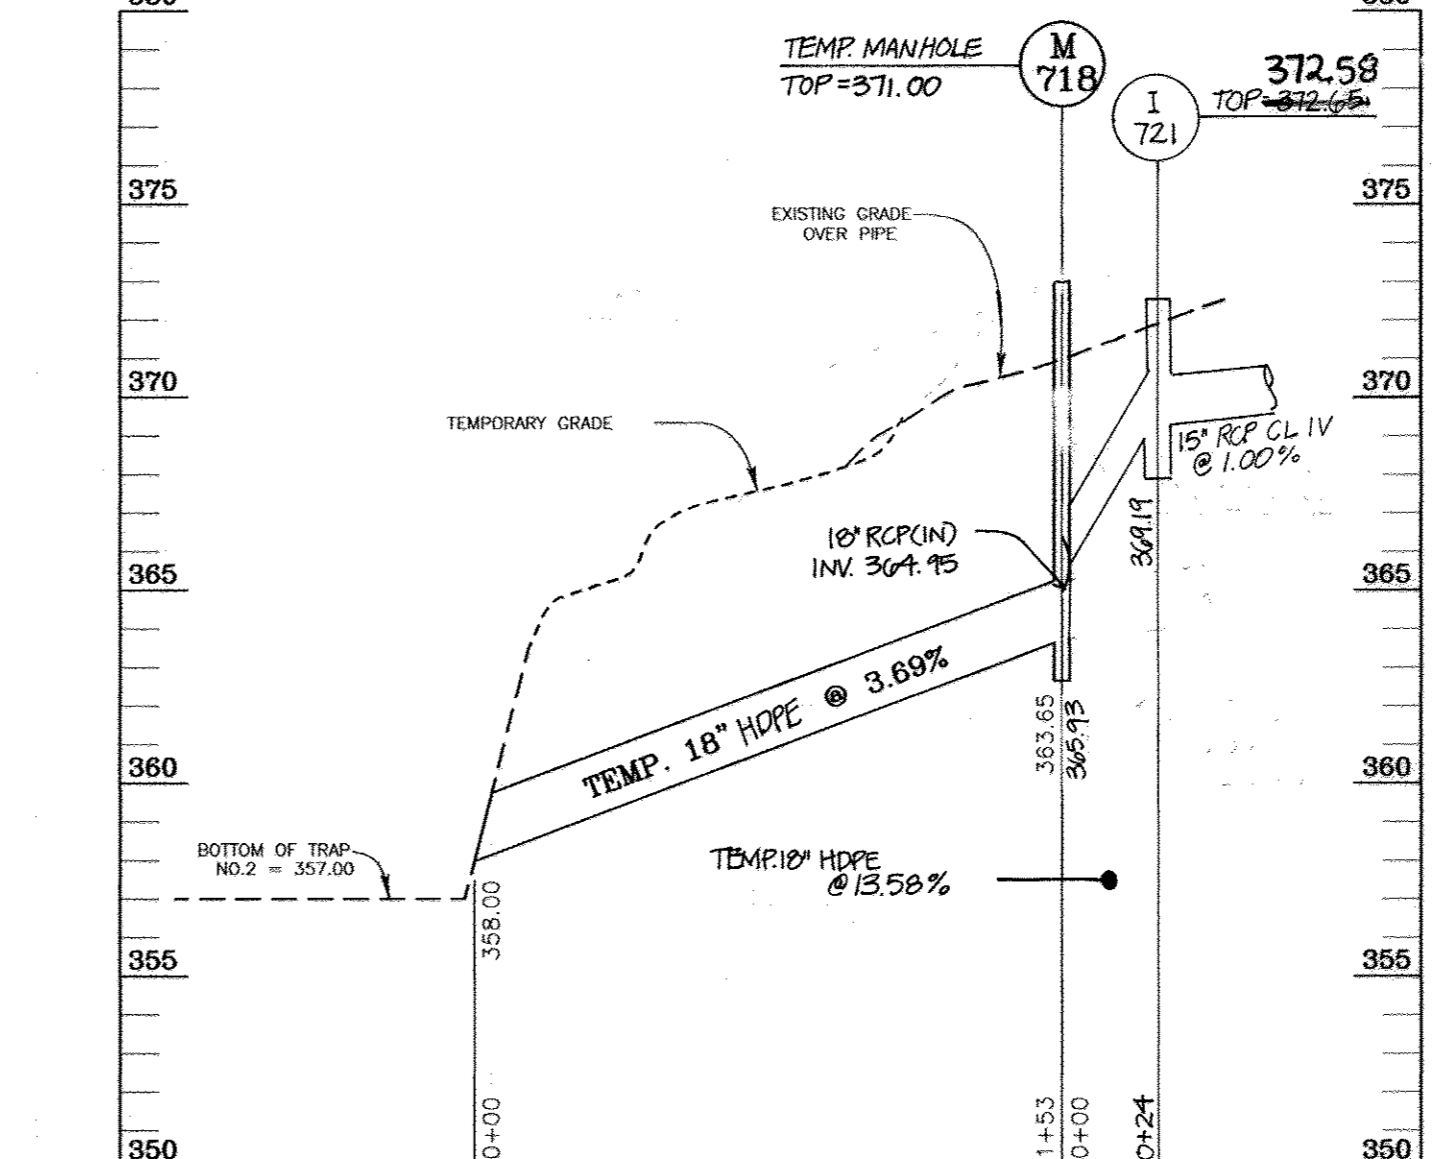 380
380
TEMP. MANHOLE
TOP=371.00
M
718
I
721
372.58
TOP=372.65
375
375
EXISTING GRADE
OVER PIPE
370
370
TEMPORARY GRADE
15" RCP CL IV
@ 1.00%
18" RCP(IN)
INV. 364.95
369.19
365
365
TEMP. 18" HDPE @ 3.69%
363.65
365.93
360
360
BOTTOM OF TRAP
NO.2 = 357.00
TEMP.18" HDPE
@ 13.58%
358.00
355
355
0+00
1+53
0+00
0+24
350
350